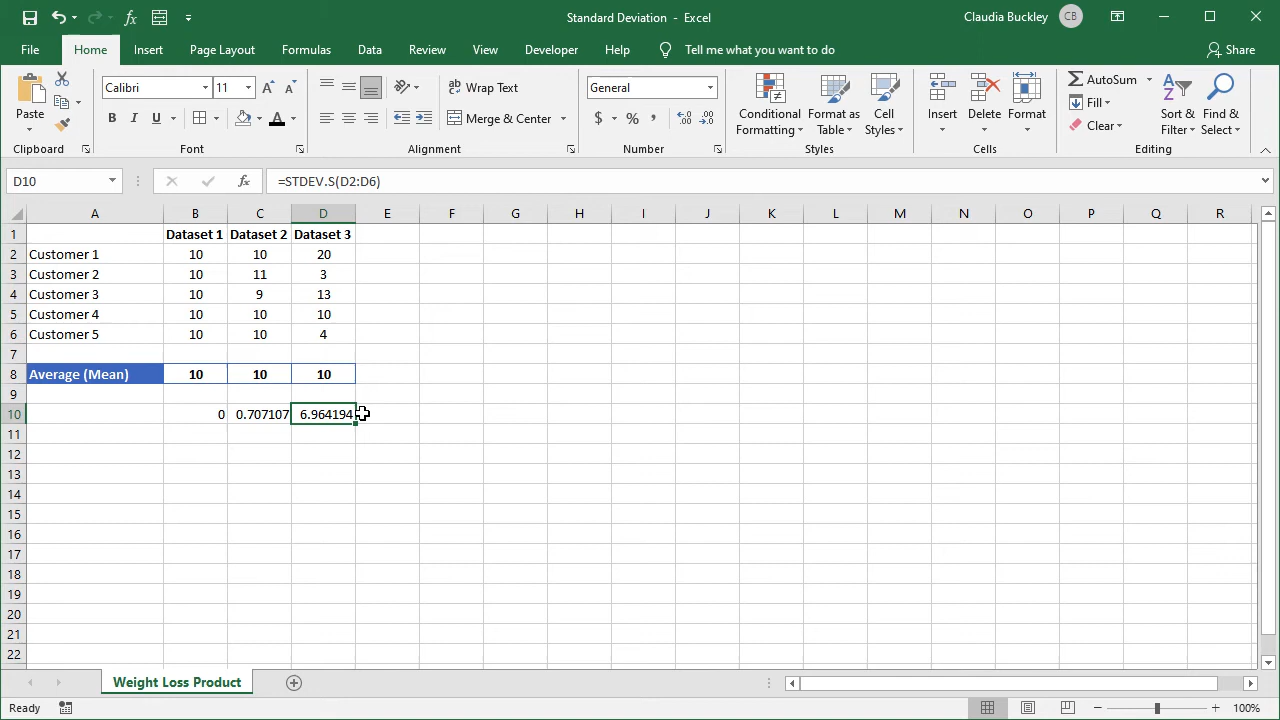 Standard Deviation - Excel
Claudia Buckley CB
File Home Insert Page Layout Formulas Data Review View Developer Help Tell me what you want to do Share
Paste
Clipboard
Calibri 11
B I U
Font
Wrap Text
Merge & Center
Alignment
General
$ % ,
Number
Conditional Formatting
Format as Table
Cell Styles
Styles
Insert Delete Format
Cells
AutoSum
Fill
Clear
Sort & Filter
Find & Select
Editing
D10 fx =STDEV.S(D2:D6)
A B C D E F G H I J K L M N O P Q R
1 Dataset 1 Dataset 2 Dataset 3
2 Customer 1 10 10 20
3 Customer 2 10 11 3
4 Customer 3 10 9 13
5 Customer 4 10 10 10
6 Customer 5 10 10 4
7
8 Average (Mean) 10 10 10
9
10 0 0.707107 6.964194
11
12
13
14
15
16
17
18
19
20
21
22
Weight Loss Product
Ready 100%